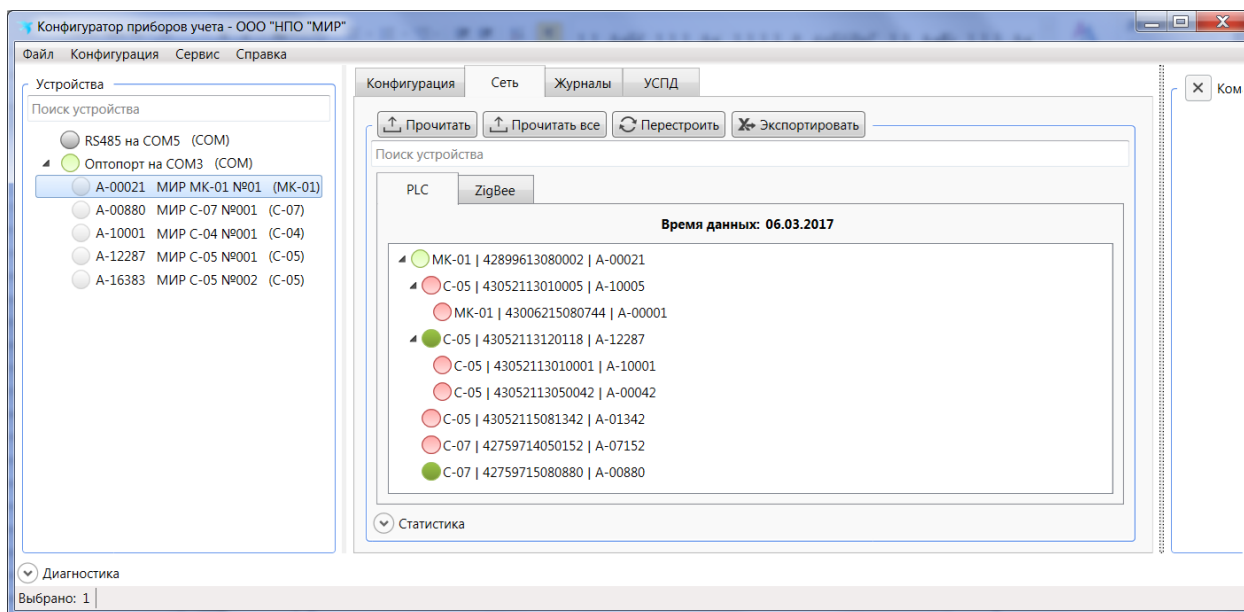 Конфигуратор приборов учета - ООО "НПО "МИР"
Файл Конфигурация Сервис Справка
Устройства
Поиск устройства
RS485 на COM5 (COM)
Оптопорт на COM3 (COM)
A-00021 МИР МК-01 №01 (МК-01)
A-00880 МИР С-07 №001 (С-07)
A-10001 МИР С-04 №001 (С-04)
A-12287 МИР С-05 №001 (С-05)
A-16383 МИР С-05 №002 (С-05)
Конфигурация Сеть Журналы УСПД
Прочитать Прочитать все Перестроить Экспортировать
Поиск устройства
PLC ZigBee
Время данных: 06.03.2017
МК-01 | 42899613080002 | A-00021
С-05 | 43052113010005 | A-10005
МК-01 | 43006215080744 | A-00001
С-05 | 43052113120118 | A-12287
С-05 | 43052113010001 | A-10001
С-05 | 43052113050042 | A-00042
С-05 | 43052115081342 | A-01342
С-07 | 42759714050152 | A-07152
С-07 | 42759715080880 | A-00880
Статистика
Ком
Диагностика
Выбрано: 1